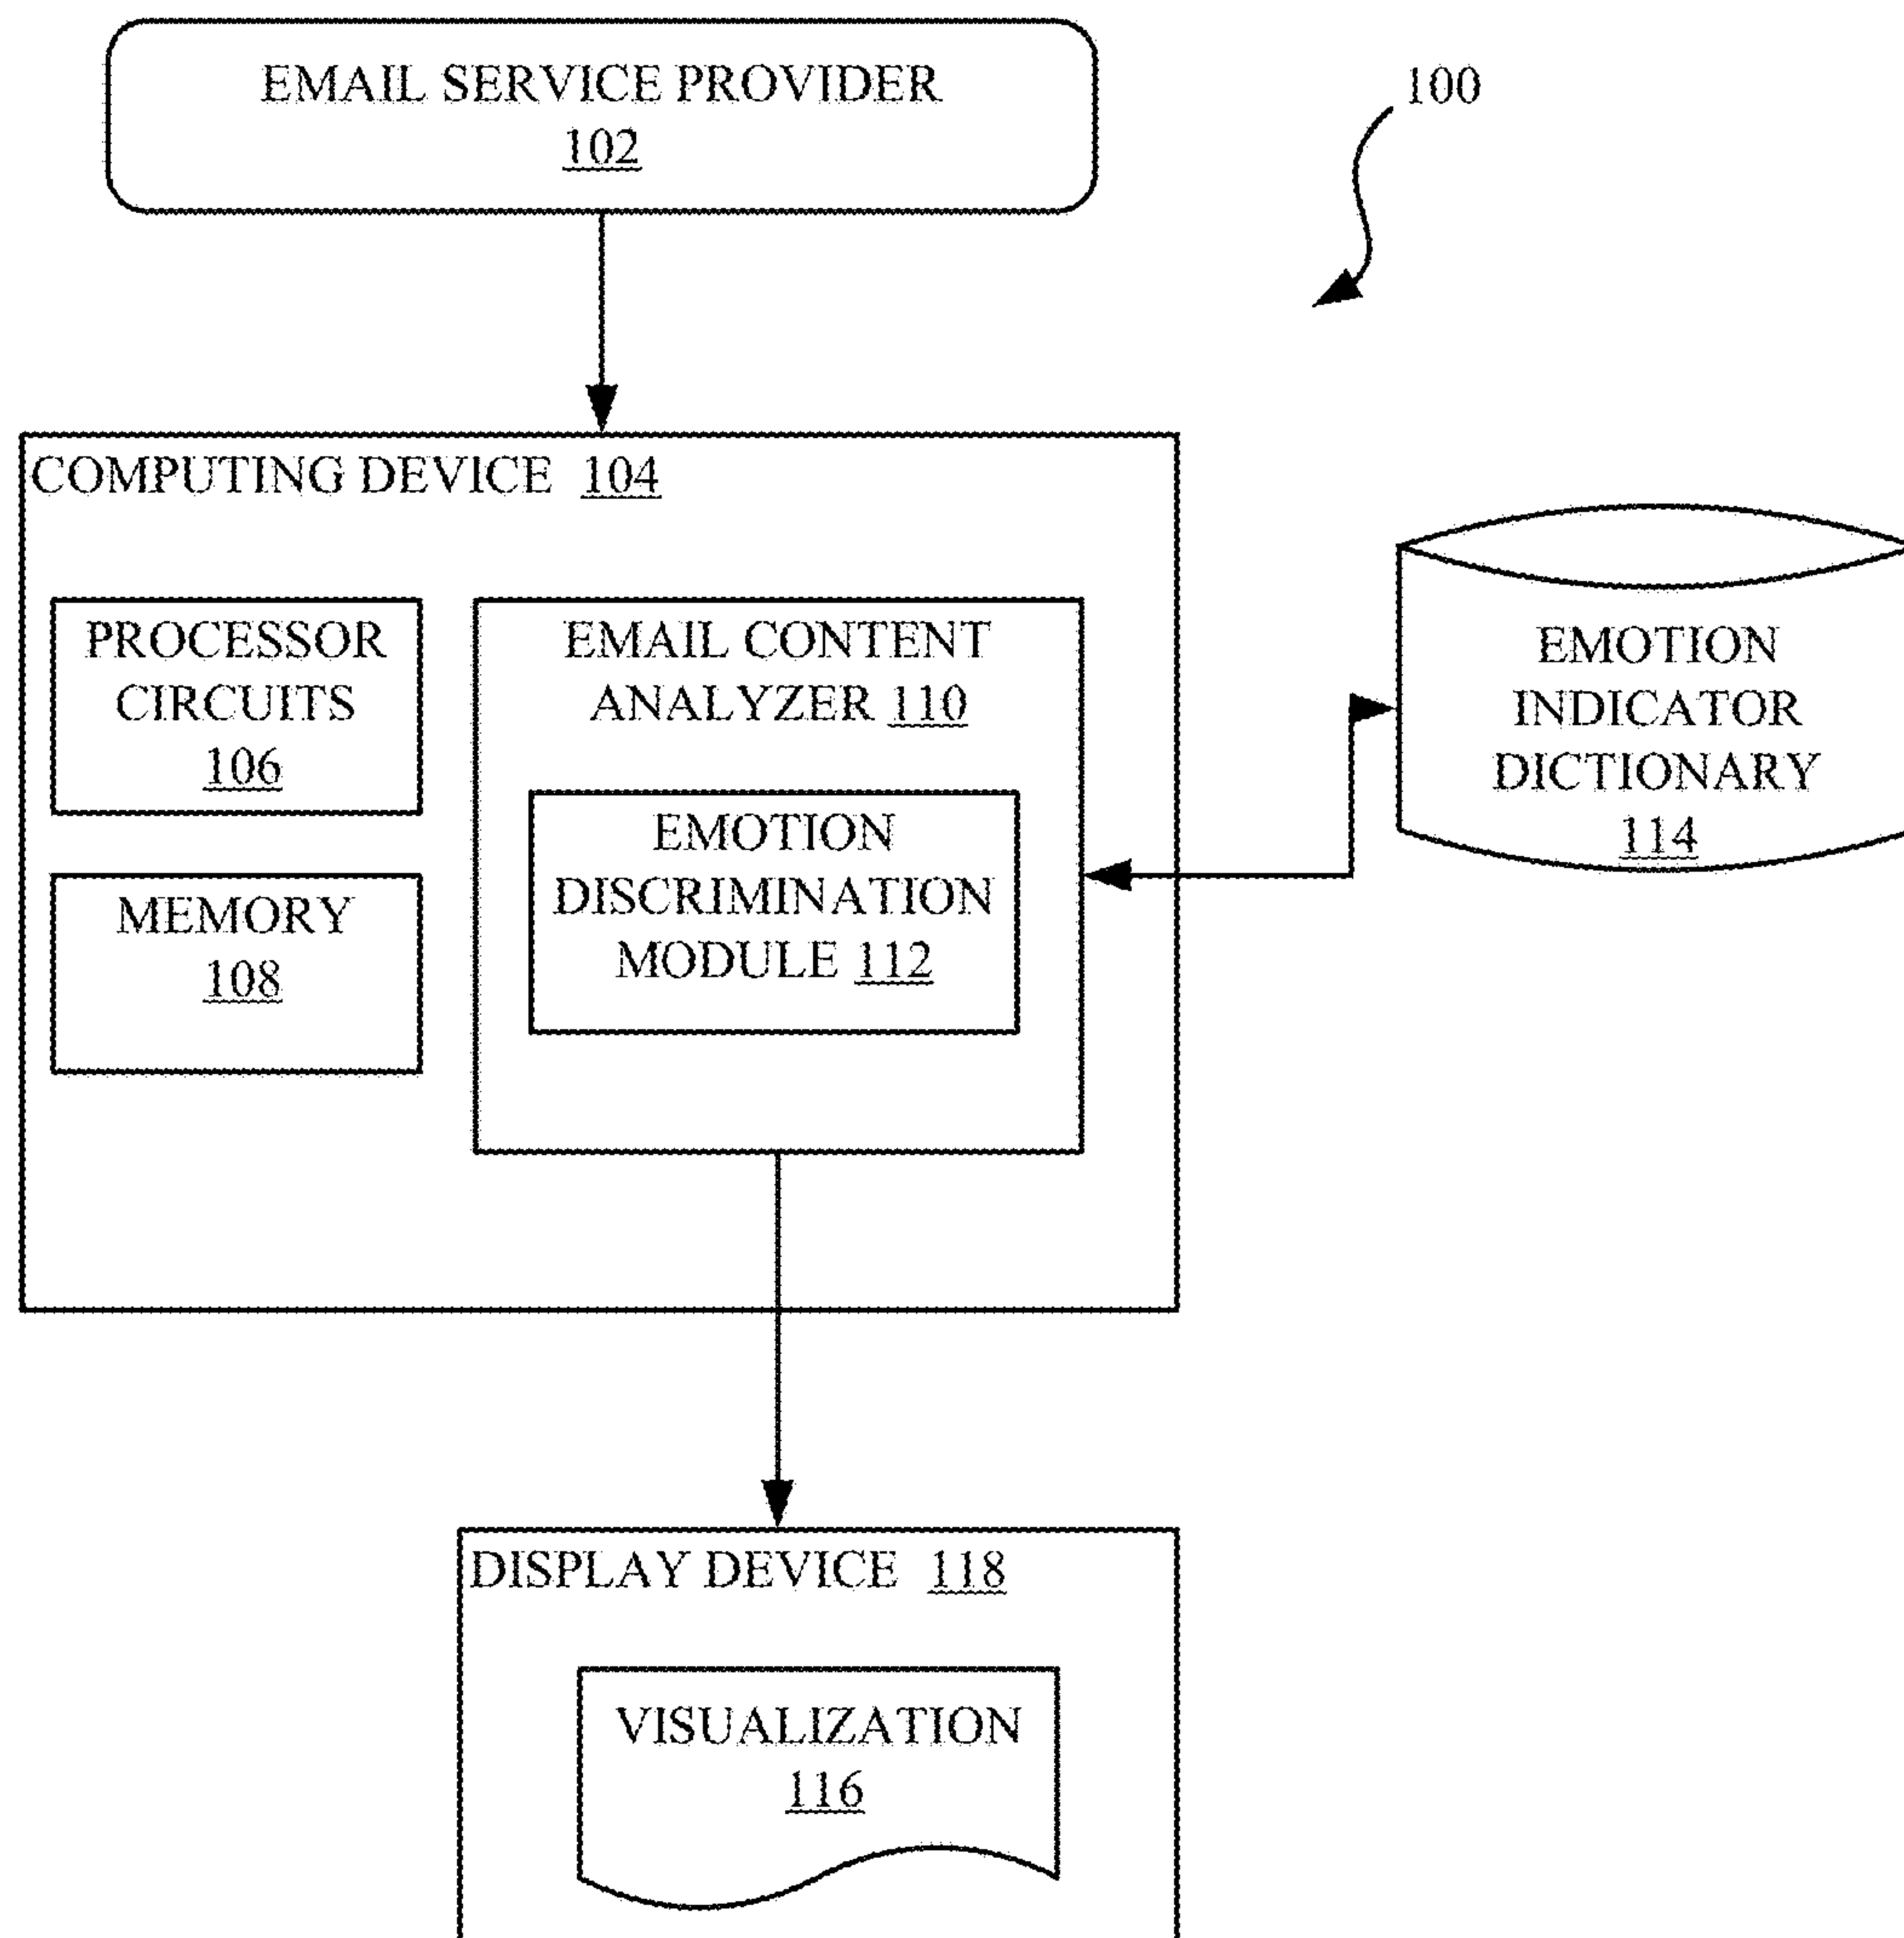 EMAIL SERVICE PROVIDER
102
100
COMPUTING DEVICE 104
PROCESSOR
CIRCUITS
106
MEMORY
108
EMAIL CONTENT
ANALYZER 110
EMOTION
DISCRIMINATION
MODULE 112
EMOTION
INDICATOR
DICTIONARY
114
DISPLAY DEVICE 118
VISUALIZATION
116